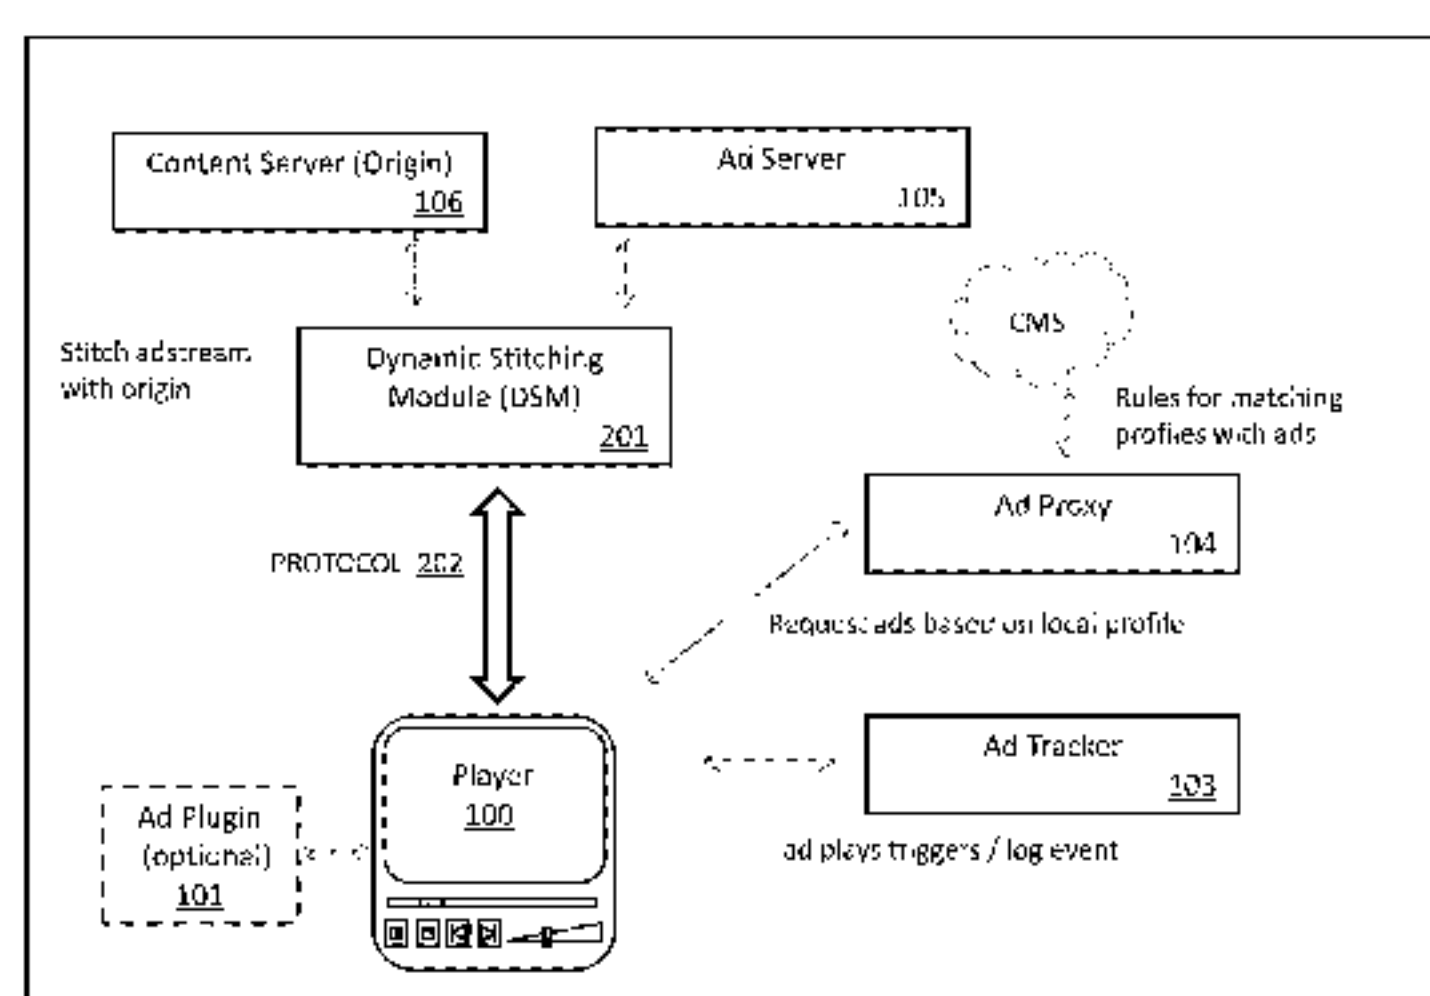 Content Server (Origin)
106
Ad Server
105
CMS
Stitch adstream
with origin
Dynamic Stitching
Module (DSM)
201
Rules for matching
profiles with ads
Ad Proxy
104
PROTOCOL 202
Request ads based on local profile
Ad Tracker
103
Player
100
Ad Plugin
(optional)
101
ad plays triggers / log event